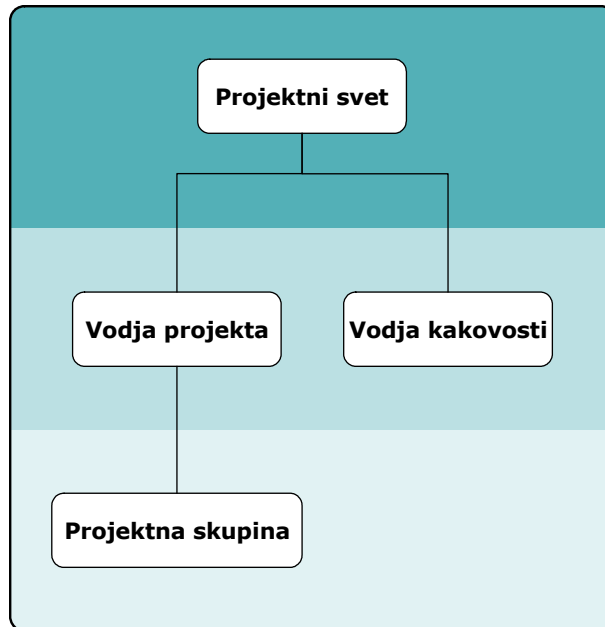 Projektni svet
Vodja projekta
Vodja kakovosti
Projektna skupina